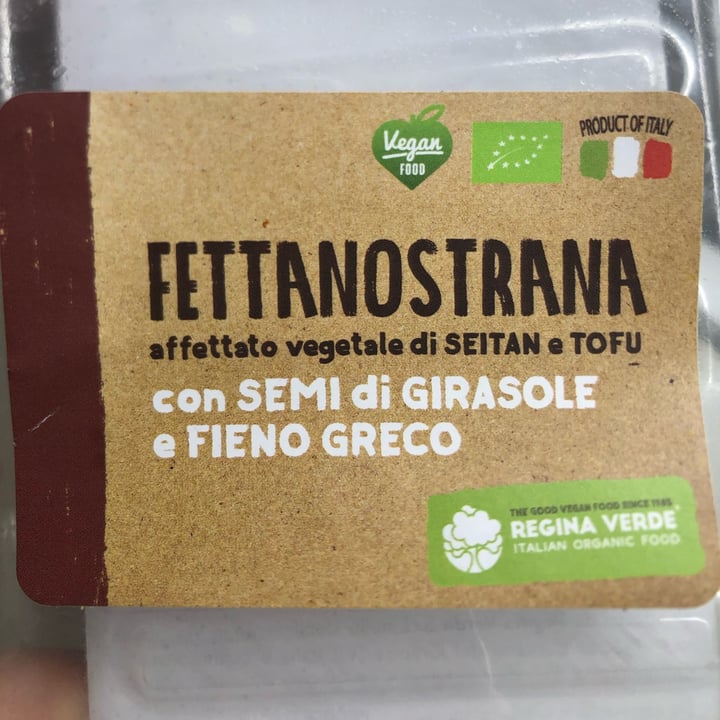 Vegan
FOOD
PRODUCT OF ITALY
FETTANOSTRANA
affettato vegetale di SEITAN e TOFU
con SEMI di GIRASOLE
e FIENO GRECO
THE GOOD VEGAN FOOD SINCE 1985
REGINA VERDE
ITALIAN ORGANIC FOOD